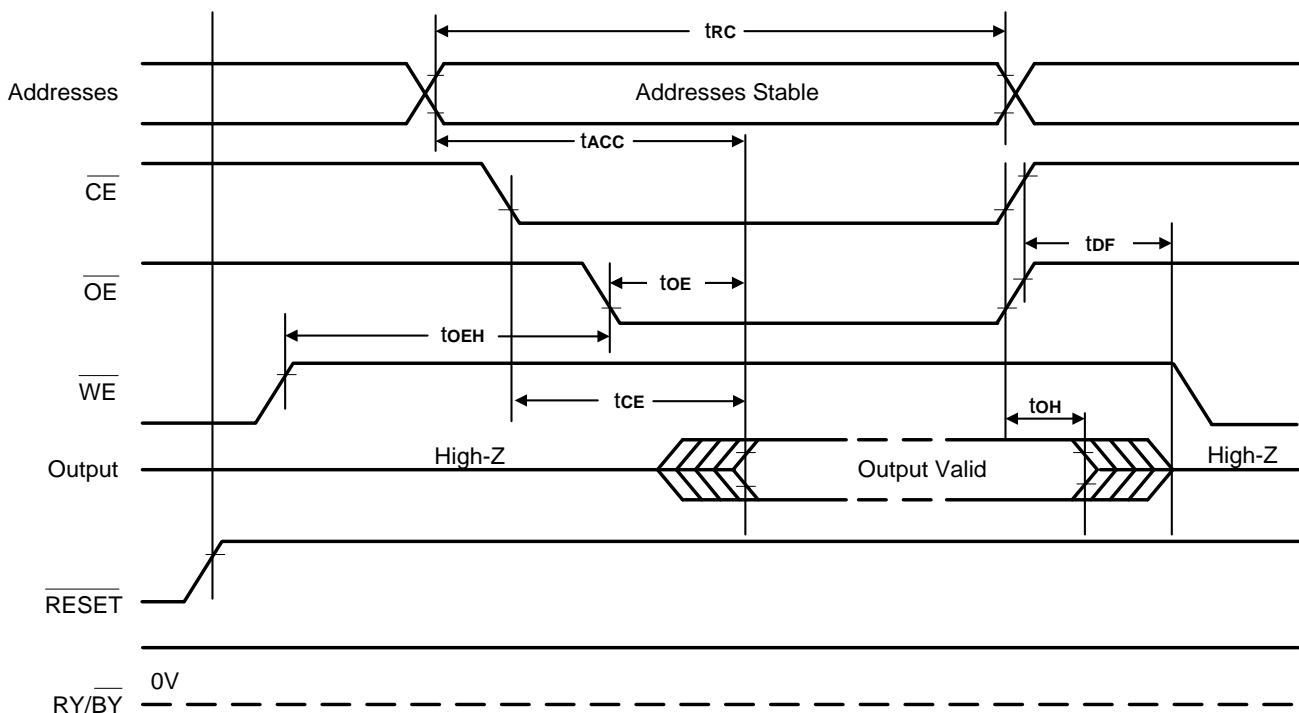 tRC
Addresses
Addresses Stable
tACC
CE
tDF
OE
tOE
tOEH
WE
tCE
tOH
Output
High-Z
Output Valid
High-Z
RESET
0V
RY/BY